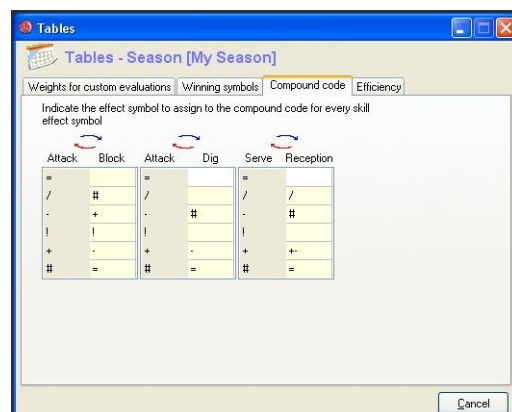 Tables
Tables - Season [My Season]
Weights for custom evaluations Winning symbols Compound code Efficiency
Indicate the effect symbol to assign to the compound code for every skill
effect symbol
Attack Block Attack Dig Serve Reception
= = =
/ # / / /
- + - # - #
! ! ! !
+ - + - + +-
# = # = # =
Cancel